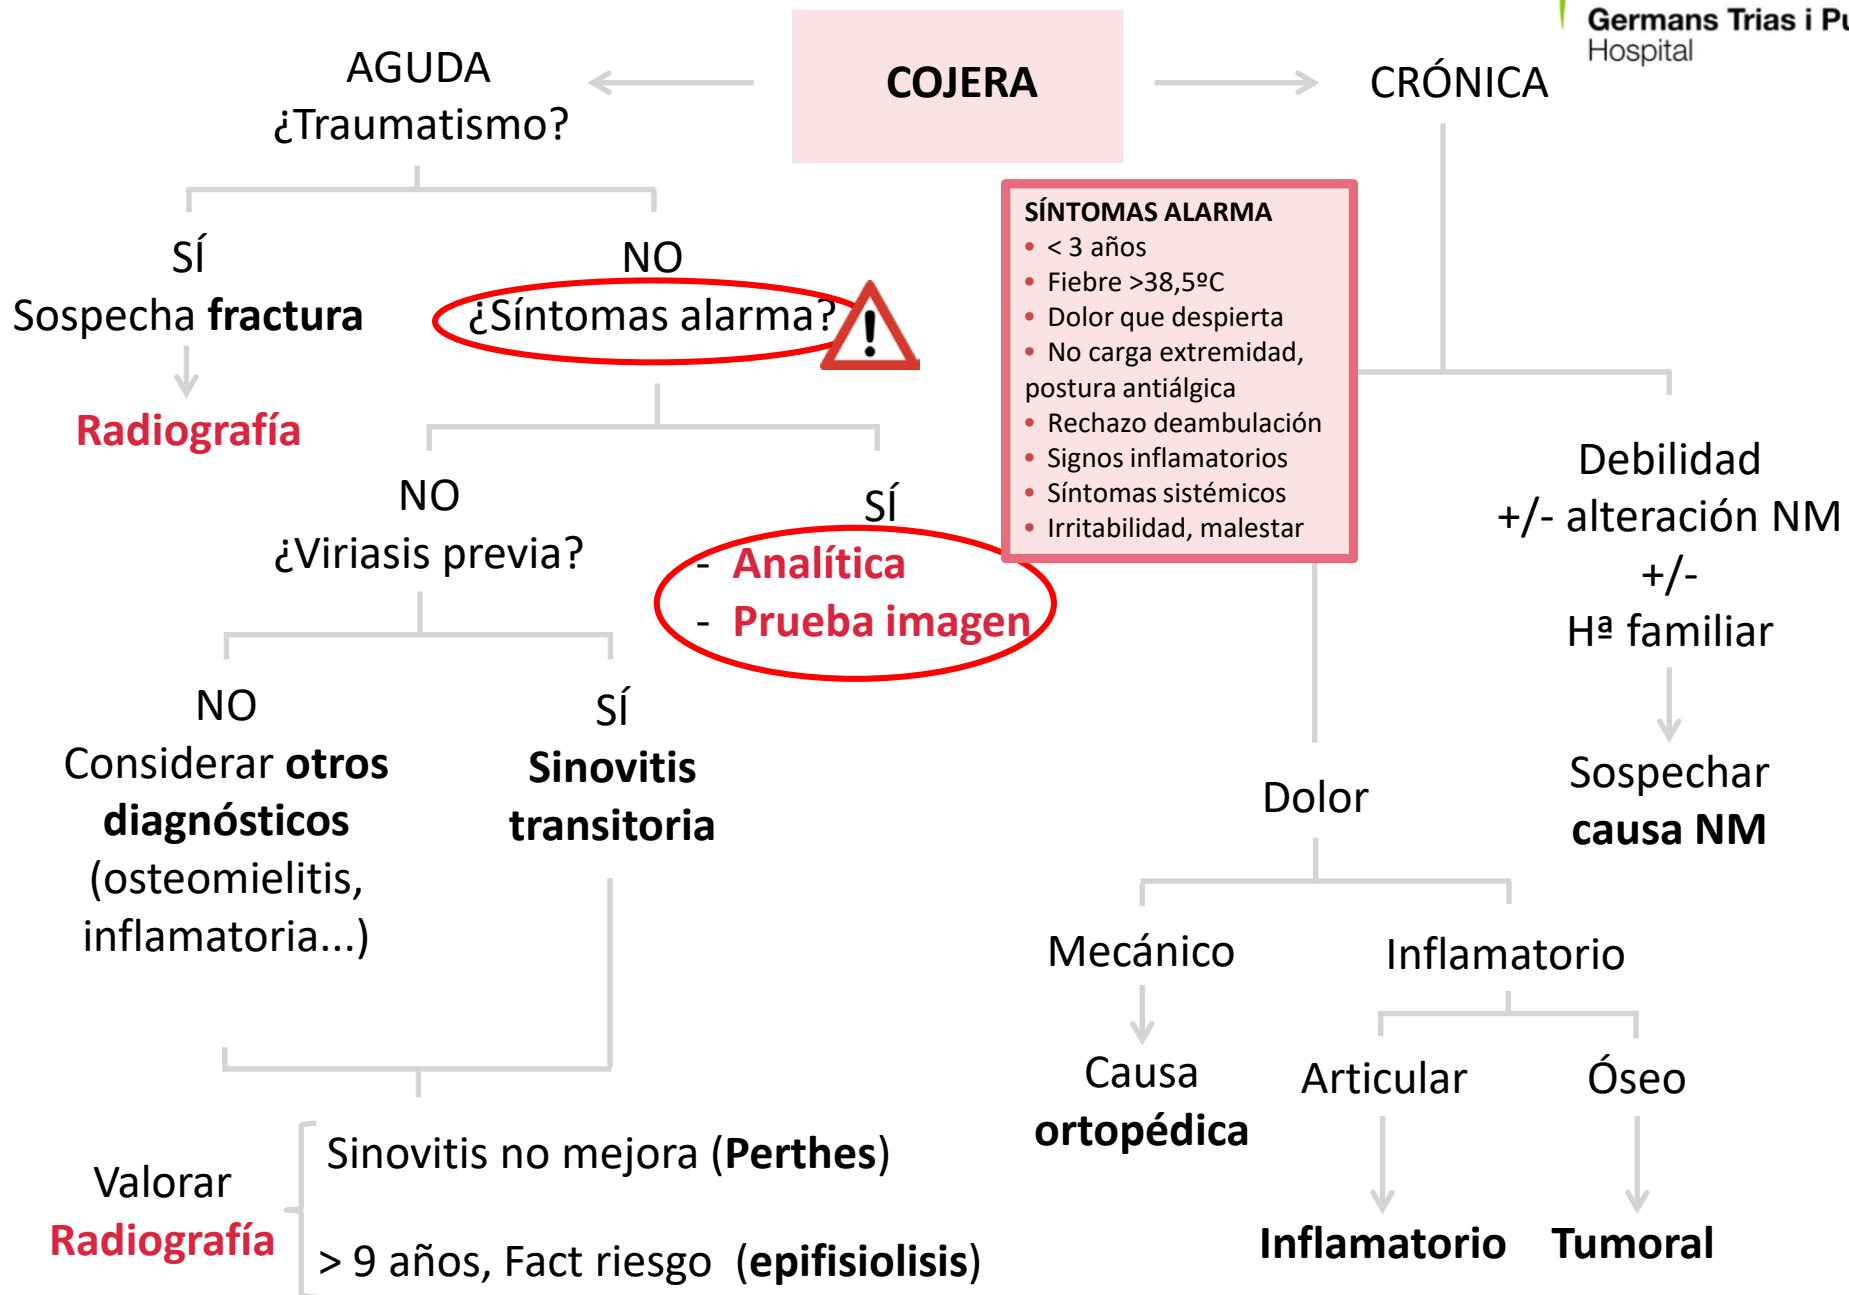 Germans Trias i Pu
Hospital
COJERA
AGUDA
¿Traumatismo?
SÍ
Sospecha fractura
Radiografía
NO
¿Síntomas alarma?
!
NO
¿Viriasis previa?
SÍ
- Analítica
- Prueba imagen
NO
Considerar otros
diagnósticos
(osteomielitis,
inflamatoria...)
SÍ
Sinovitis
transitoria
Valorar
Radiografía
Sinovitis no mejora (Perthes)
> 9 años, Fact riesgo (epifisiolisis)
CRÓNICA
SÍNTOMAS ALARMA
• < 3 años
• Fiebre >38,5ºC
• Dolor que despierta
• No carga extremidad,
postura antiálgica
• Rechazo deambulación
• Signos inflamatorios
• Síntomas sistémicos
• Irritabilidad, malestar
Dolor
Mecánico
Causa
ortopédica
Inflamatorio
Articular
Inflamatorio
Óseo
Tumoral
Debilidad
+/- alteración NM
+/-
Hª familiar
Sospechar
causa NM